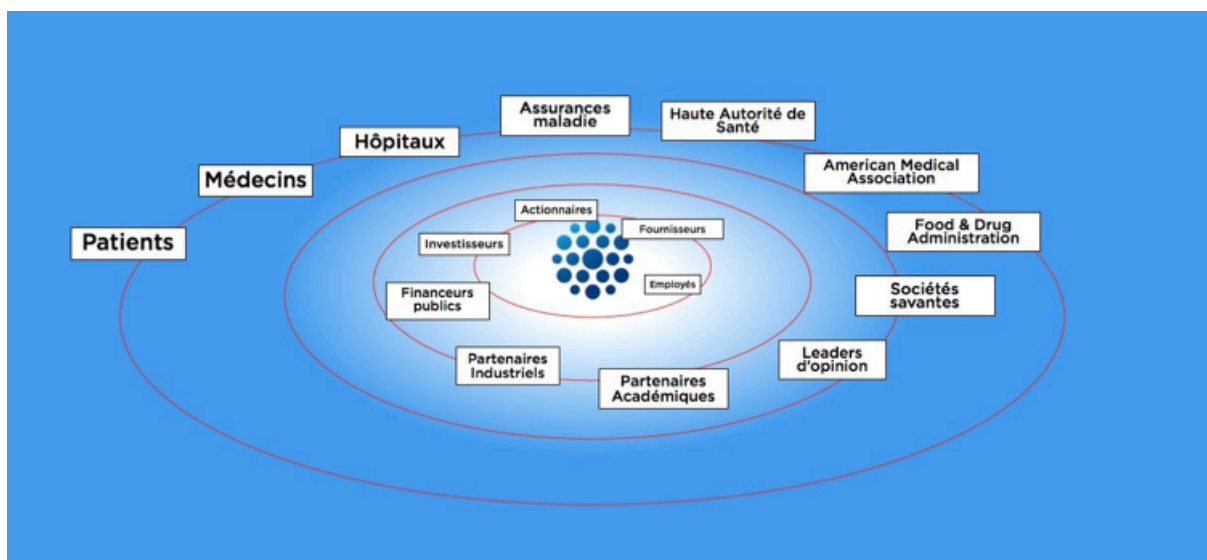 Assurances
maladie
Haute Autorité de
Santé
Hôpitaux
American Medical
Association
Médecins
Actionnaires
Food & Drug
Administration
Fournisseurs
Patients
Investisseurs
Employés
Financeurs
publics
Sociétés
savantes
Partenaires
Industriels
Leaders
d'opinion
Partenaires
Académiques